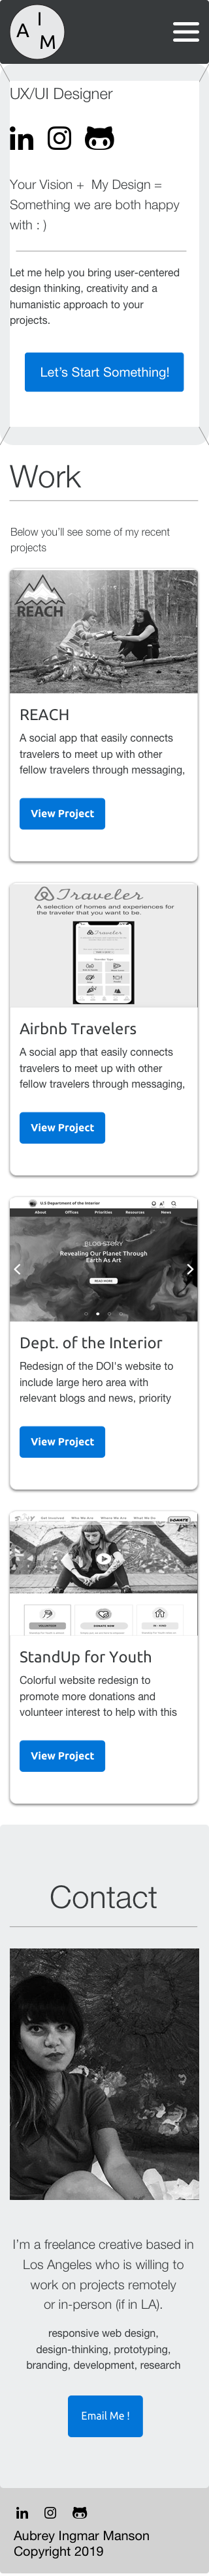 A I M
UX/UI Designer
in
Your Vision + My Design =
Something we are both happy
with : )
Let me help you bring user-centered
design thinking, creativity and a
humanistic approach to your
projects.
Let's Start Something!
Work
Below you'll see some of my recent
projects
REACH
REACH
A social app that easily connects
travelers to meet up with other
fellow travelers through messaging,
View Project
Traveler
A selection of homes and experiences for
the traveler that you want to be.
Traveler
Airbnb Travelers
A social app that easily connects
travelers to meet up with other
fellow travelers through messaging,
View Project
U.S Department of the Interior
About Offices Priorities Resources News
BLOG STORY
Revealing Our Planet Through
Earth As Art
READ MORE
Dept. of the Interior
Redesign of the DOI's website to
include large hero area with
relevant blogs and news, priority
View Project
Get Involved Who We Are What We Do DONATE
VOLUNTEER DONATE NOW
StandUp for Youth
Colorful website redesign to
promote more donations and
volunteer interest to help with this
View Project
Contact
I'm a freelance creative based in
Los Angeles who is willing to
work on projects remotely
or in-person (if in LA).
responsive web design,
design-thinking, prototyping,
branding, development, research
Email Me !
in
Aubrey Ingmar Manson
Copyright 2019